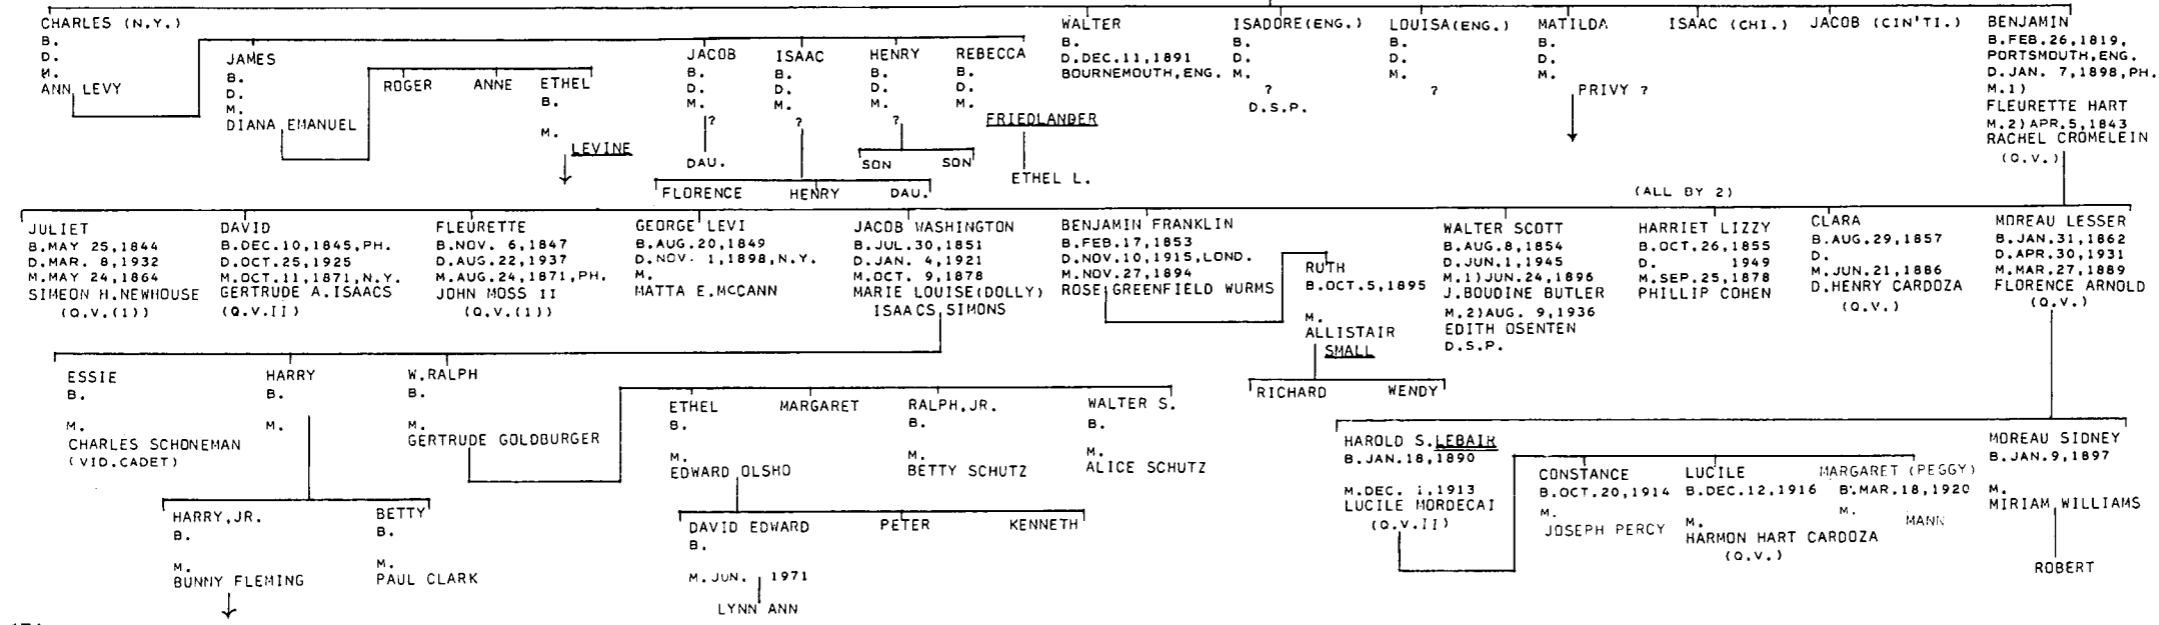 CHARLES (N.Y.)
B.
D.
M.
ANN LEVY
JAMES
B.
D.
M.
DIANA EMANUEL
ROGER
ANNE
ETHEL
B.
M.
LEVINE
JACOB
B.
D.
M.
?
DAU.
ISAAC
B.
D.
M.
?
FLORENCE
HENRY
DAU.
HENRY
B.
D.
M.
?
SON
SON
REBECCA
B.
D.
M.
FRIEDLANDER
ETHEL L.
WALTER
B.
D.DEC.11,1891
BOURNEMOUTH,ENG.
ISADORE(ENG.)
B.
D.
M.
?
D.S.P.
LOUISA(ENG.)
B.
D.
M.
?
MATILDA
B.
D.
M.
PRIVY ?
ISAAC (CHI.)
JACOB (CIN'TI.)
BENJAMIN
B.FEB.26,1819,
PORTSMOUTH,ENG.
D.JAN. 7,1898,PH.
M.1)
FLEURETTE HART
M.2)APR.5,1843
RACHEL CROMELEIN
(Q.V.)
(ALL BY 2)
JULIET
B.MAY 25,1844
D.MAR. 8,1932
M.MAY 24,1864
SIMEON H.NEWHOUSE
(Q.V.(1))
DAVID
B.DEC.10,1845,PH.
D.OCT.25,1925
M.OCT.11,1871,N.Y.
GERTRUDE A.ISAACS
(Q.V.II)
FLEURETTE
B.NOV. 6,1847
D.AUG.22,1937
M.AUG.24,1871,PH.
JOHN MOSS II
(Q.V.(1))
GEORGE LEVI
B.AUG.20,1849
D.NOV. 1,1898,N.Y.
M.
MATTA E.MCCANN
JACOB WASHINGTON
B.JUL.30,1851
D.JAN. 4,1921
M.OCT. 9,1878
MARIE LOUISE(DOLLY)
ISAACS SIMONS
BENJAMIN FRANKLIN
B.FEB.17,1853
D.NOV.10,1915,LOND.
M.NOV.27,1894
ROSE GREENFIELD WURMS
RUTH
B.OCT.5,1895
M.
ALLISTAIR
SMALL
RICHARD
WENDY
WALTER SCOTT
B.AUG.8,1854
D.JUN.1,1945
M.1)JUN.24,1896
J.BOUDINE BUTLER
M.2)AUG. 9,1936
EDITH OSENTEN
D.S.P.
HARRIET LIZZY
B.OCT.26,1855
D. 1949
M.SEP.25,1878
PHILLIP COHEN
CLARA
B.AUG.29,1857
D.
M.JUN.21,1886
D.HENRY CARDOZA
(Q.V.)
MOREAU LESSER
B.JAN.31,1862
D.APR.30,1931
M.MAR.27,1889
FLORENCE ARNOLD
(Q.V.)
ESSIE
B.
M.
CHARLES SCHONEMAN
(VID.CADET)
HARRY
B.
M.
W.RALPH
B.
M.
GERTRUDE GOLDBURGER
ETHEL
B.
M.
EDWARD OLSHO
MARGARET
RALPH,JR.
B.
M.
BETTY SCHUTZ
WALTER S.
B.
M.
ALICE SCHUTZ
HAROLD S.LEBAIR
B.JAN.18,1890
M.DEC. 1,1913
LUCILE MORDECAI
(Q.V.II)
CONSTANCE
B.OCT.20,1914
M.
JOSEPH PERCY
LUCILE
B.DEC.12,1916
M.
HARMON HART CARDOZA
(Q.V.)
MARGARET (PEGGY)
B.MAR.18,1920
M.
MANN
MOREAU SIDNEY
B.JAN.9,1897
M.
MIRIAM WILLIAMS
ROBERT
HARRY,JR.
B.
M.
BUNNY FLEMING
BETTY
B.
M.
PAUL CLARK
DAVID EDWARD
B.
M.JUN. 1971
LYNN ANN
PETER
KENNETH